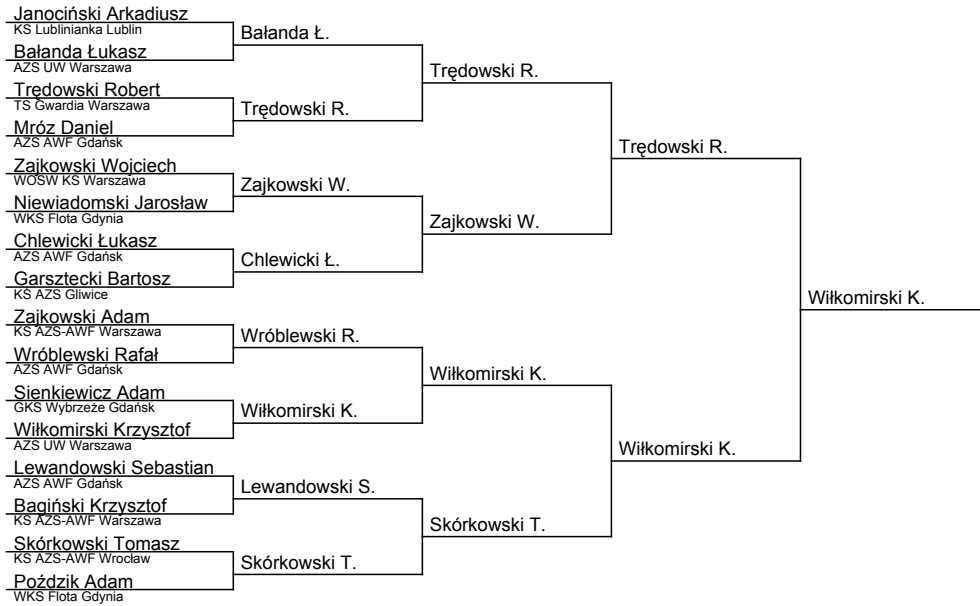 Janociński Arkadiusz
KS Lublinianka Lublin
Bałanda Łukasz
AZS UW Warszawa
Trędowski Robert
TS Gwardia Warszawa
Mróz Daniel
AZS AWF Gdańsk
Zajkowski Wojciech
WOSW KS Warszawa
Niewiadomski Jarosław
WKS Flota Gdynia
Chlewicki Łukasz
AZS AWF Gdańsk
Garsztecki Bartosz
KS AZS Gliwice
Zajkowski Adam
KS AZS-AWF Warszawa
Wróblewski Rafał
AZS AWF Gdańsk
Sienkiewicz Adam
GKS Wybrzeże Gdańsk
Wiłkomirski Krzysztof
AZS UW Warszawa
Lewandowski Sebastian
AZS AWF Gdańsk
Bagiński Krzysztof
KS AZS-AWF Warszawa
Skórkowski Tomasz
KS AZS-AWF Wrocław
Poździk Adam
WKS Flota Gdynia
Bałanda Ł.
Trędowski R.
Zajkowski W.
Chlewicki Ł.
Wróblewski R.
Wiłkomirski K.
Lewandowski S.
Skórkowski T.
Trędowski R.
Zajkowski W.
Wiłkomirski K.
Skórkowski T.
Trędowski R.
Wiłkomirski K.
Wiłkomirski K.